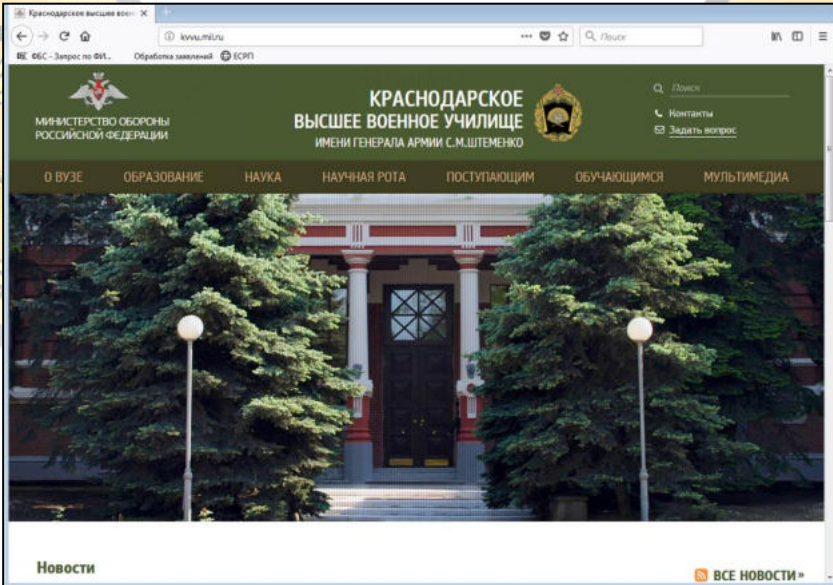 Краснодарское высшее воен
kvvu.mil.ru
Поиск
ФБС - Запрос по ФИ...
Обработка заявлений
ЕСРП
МИНИСТЕРСТВО ОБОРОНЫ
РОССИЙСКОЙ ФЕДЕРАЦИИ
КРАСНОДАРСКОЕ
ВЫСШЕЕ ВОЕННОЕ УЧИЛИЩЕ
ИМЕНИ ГЕНЕРАЛА АРМИИ С.М.ШТЕМЕНКО
Поиск
Контакты
Задать вопрос
О ВУЗЕ ОБРАЗОВАНИЕ НАУКА НАУЧНАЯ РОТА ПОСТУПАЮЩИМ ОБУЧАЮЩИМСЯ МУЛЬТИМЕДИА
Новости
ВСЕ НОВОСТИ»